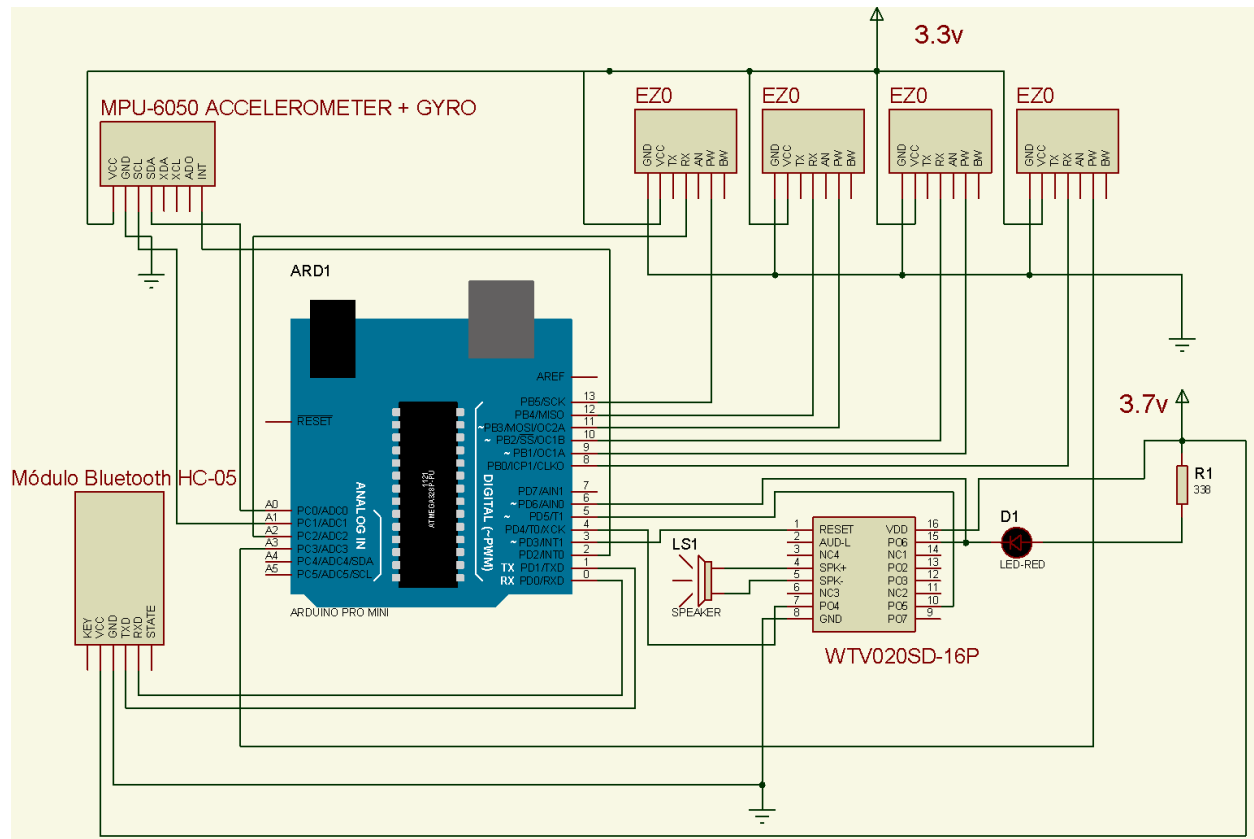 3.3v
MPU-6050 ACCELEROMETER + GYRO
VCC
GND
SCL
SDA
XDA
XCL
ADO
INT
EZ0
GND
VCC
TX
RX
AN
PW
BW
EZ0
GND
VCC
TX
RX
AN
PW
BW
EZ0
GND
VCC
TX
RX
AN
PW
BW
EZ0
GND
VCC
TX
RX
AN
PW
BW
ARD1
RESET
AREF
PB5/SCK 13
PB4/MISO 12
~PB3/MOSI/OC2A 11
~ PB2/SS/OC1B 10
~ PB1/OC1A 9
PB0/ICP1/CLKO 8
PD7/AIN1 7
~ PD6/AIN0 6
~ PD5/T1 5
PD4/T0/XCK 4
~ PD3/INT1 3
PD2/INT0 2
TX PD1/TXD 1
RX PD0/RXD 0
DIGITAL (~PWM)
1121
ATMEGA328P-PU
ANALOG IN
A0 PC0/ADC0
A1 PC1/ADC1
A2 PC2/ADC2
A3 PC3/ADC3
A4 PC4/ADC4/SDA
A5 PC5/ADC5/SCL
ARDUINO PRO MINI
Módulo Bluetooth HC-05
KEY
VCC
GND
TXD
RXD
STATE
3.7v
R1
338
D1
LED-RED
LS1
SPEAKER
1 RESET VDD 16
2 AUD-L PO6 15
3 NC4 NC1 14
4 SPK+ PO2 13
5 SPK- PO3 12
6 NC3 NC2 11
7 PO4 PO5 10
8 GND PO7 9
WTV020SD-16P